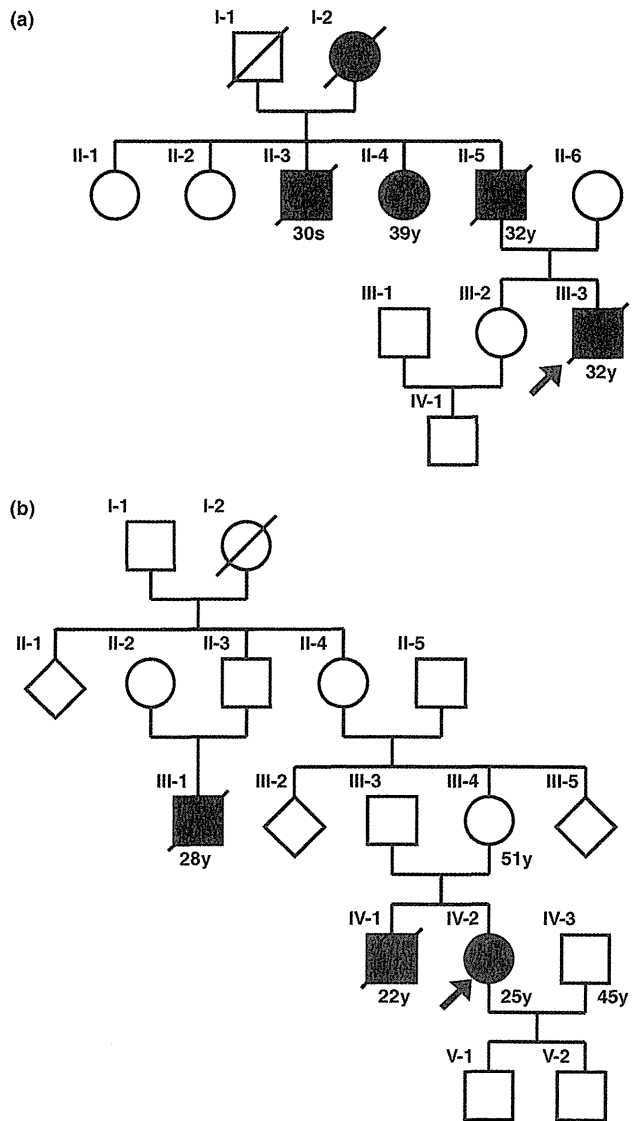 (a)
I-1 I-2
II-1 II-2 II-3 II-4 II-5 II-6
30s 39y 32y
III-1 III-2 III-3
32y
IV-1
(b)
I-1 I-2
II-1 II-2 II-3 II-4 II-5
III-1 III-2 III-3 III-4 III-5
28y 51y
IV-1 IV-2 IV-3
22y 25y 45y
V-1 V-2